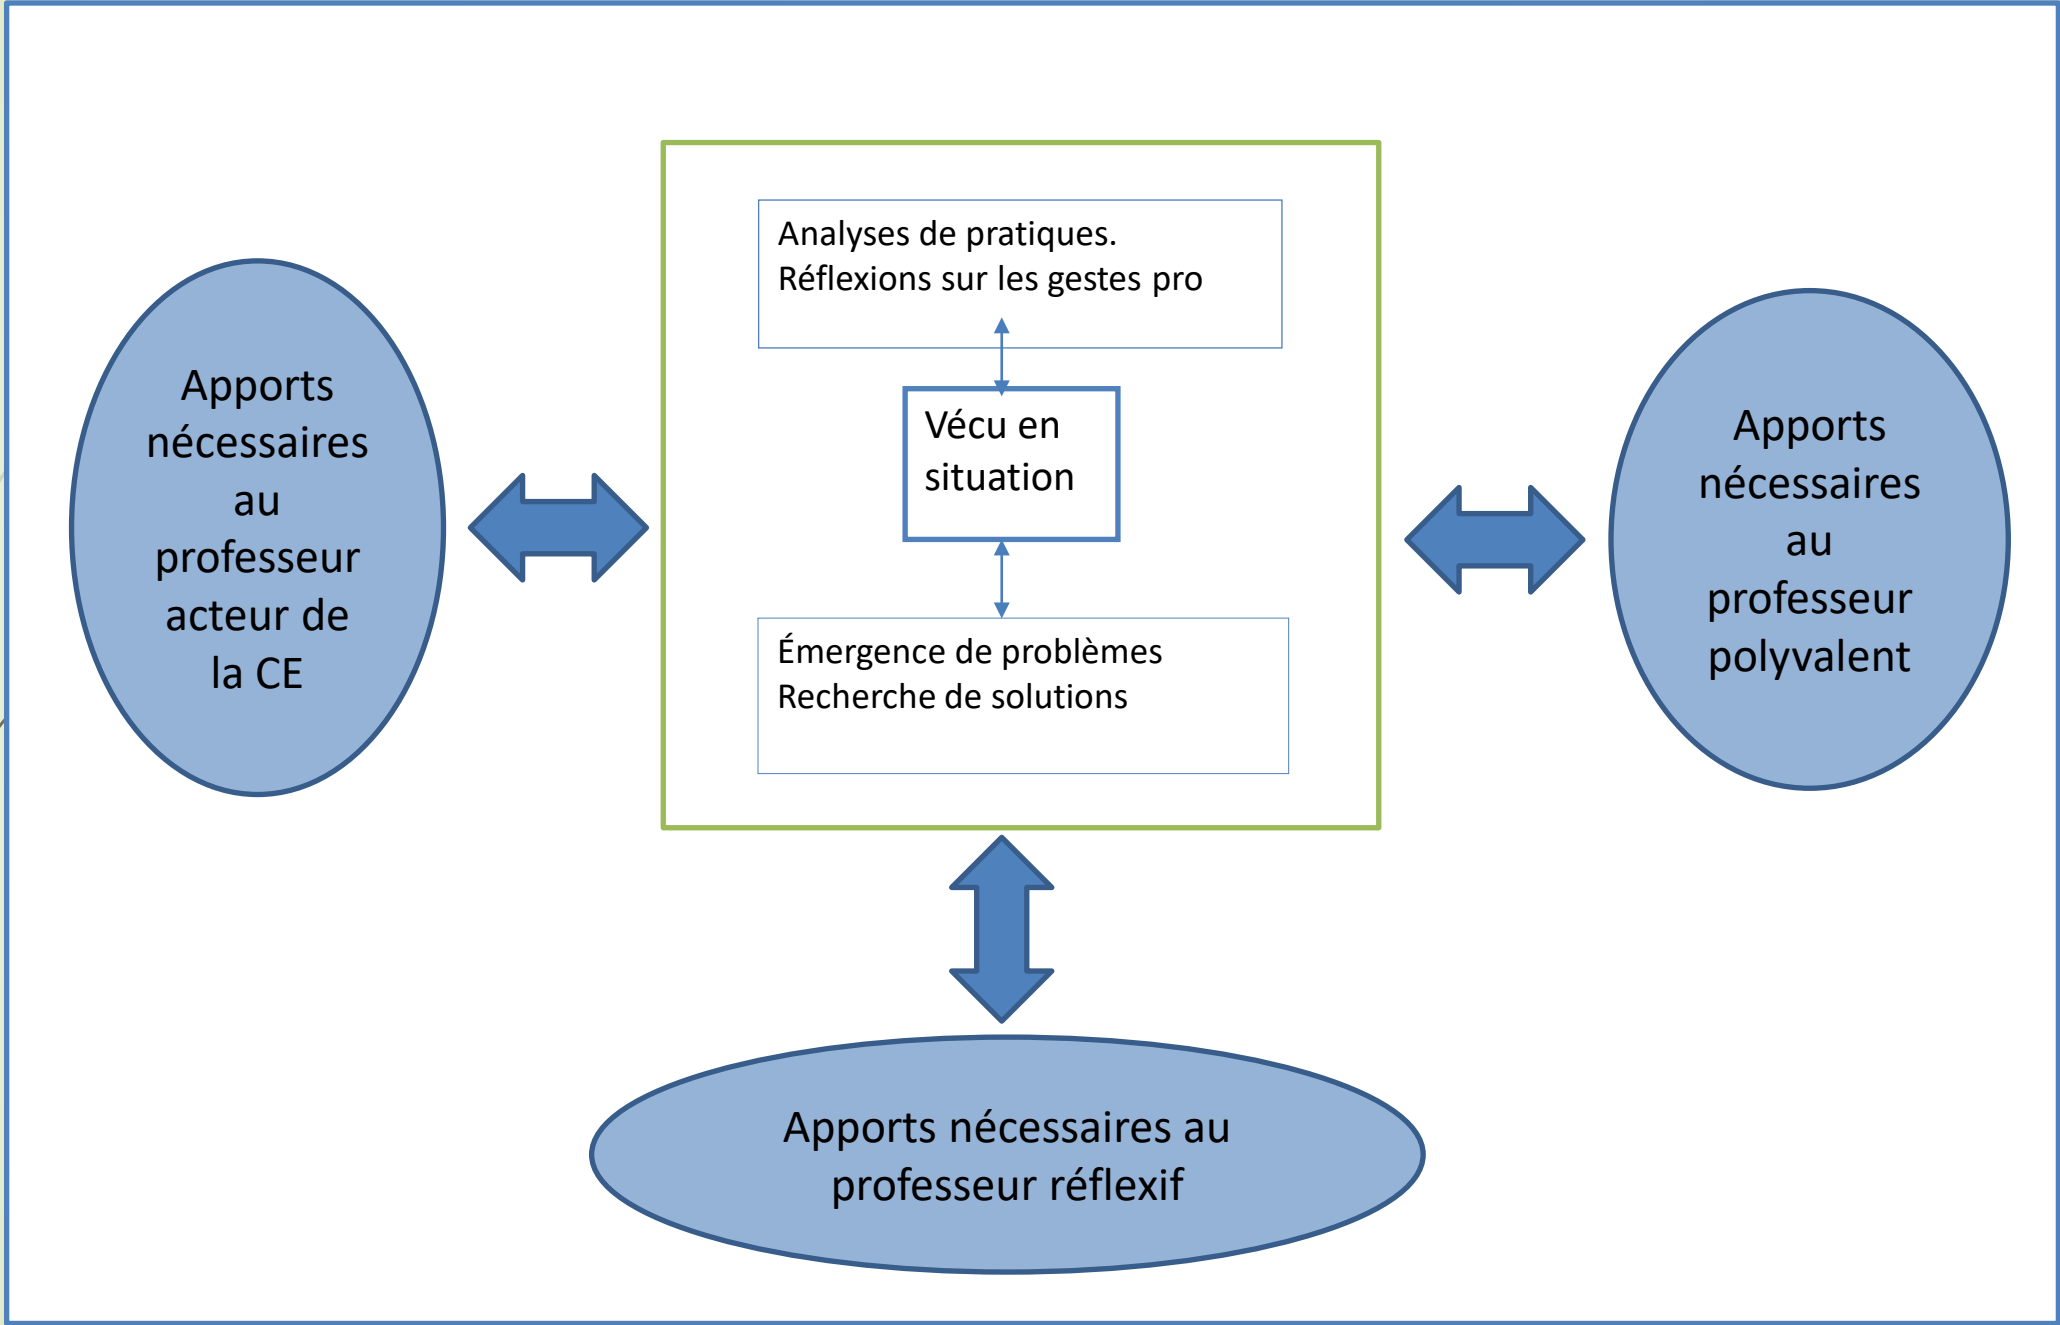 Analyses de pratiques.
Réflexions sur les gestes pro
Apports
nécessaires
au
professeur
acteur de
la CE
Vécu en
situation
Apports
nécessaires
au
professeur
polyvalent
Émergence de problèmes
Recherche de solutions
Apports nécessaires au
professeur réflexif